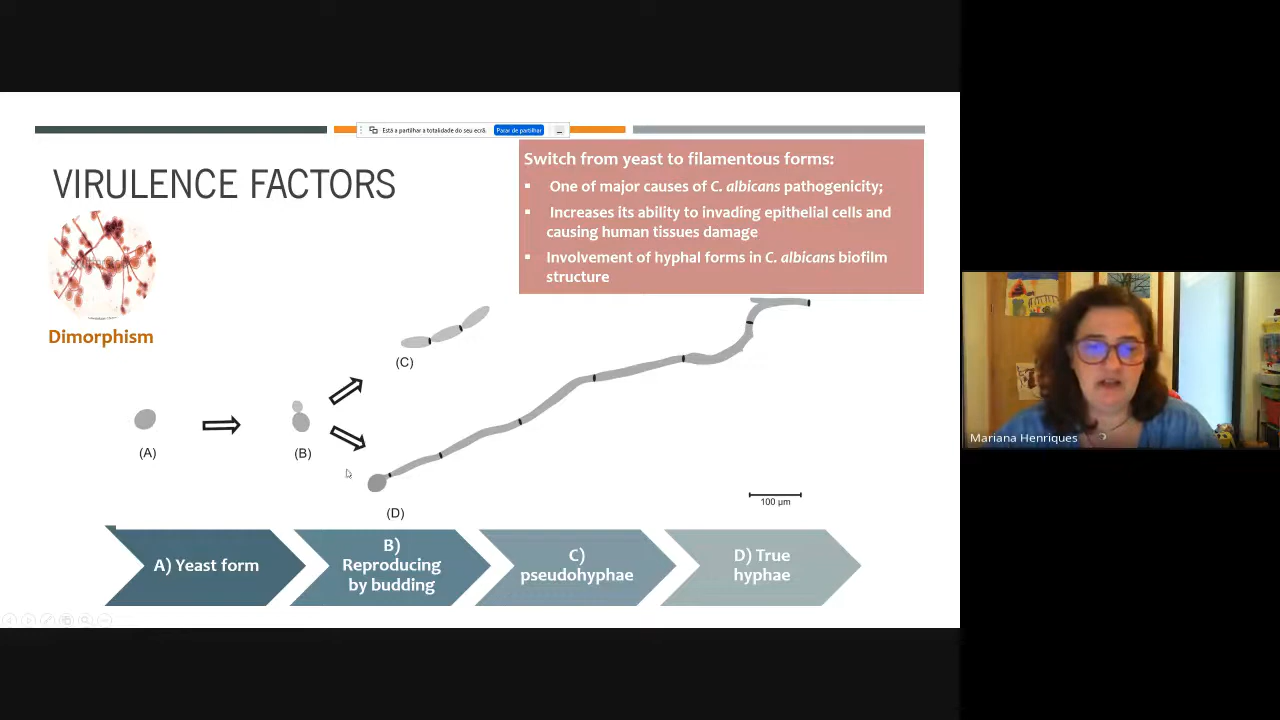 Está a partilhar a totalidade do seu ecrã.
Parar de partilhar
VIRULENCE FACTORS
Switch from yeast to filamentous forms:
▪ One of major causes of C. albicans pathogenicity;
▪ Increases its ability to invading epithelial cells and
causing human tissues damage
▪ Involvement of hyphal forms in C. albicans biofilm
structure
Dimorphism
(C)
(A)
(B)
(D)
100 µm
A) Yeast form
B)
Reproducing
by budding
C)
pseudohyphae
D) True
hyphae
Mariana Henriques